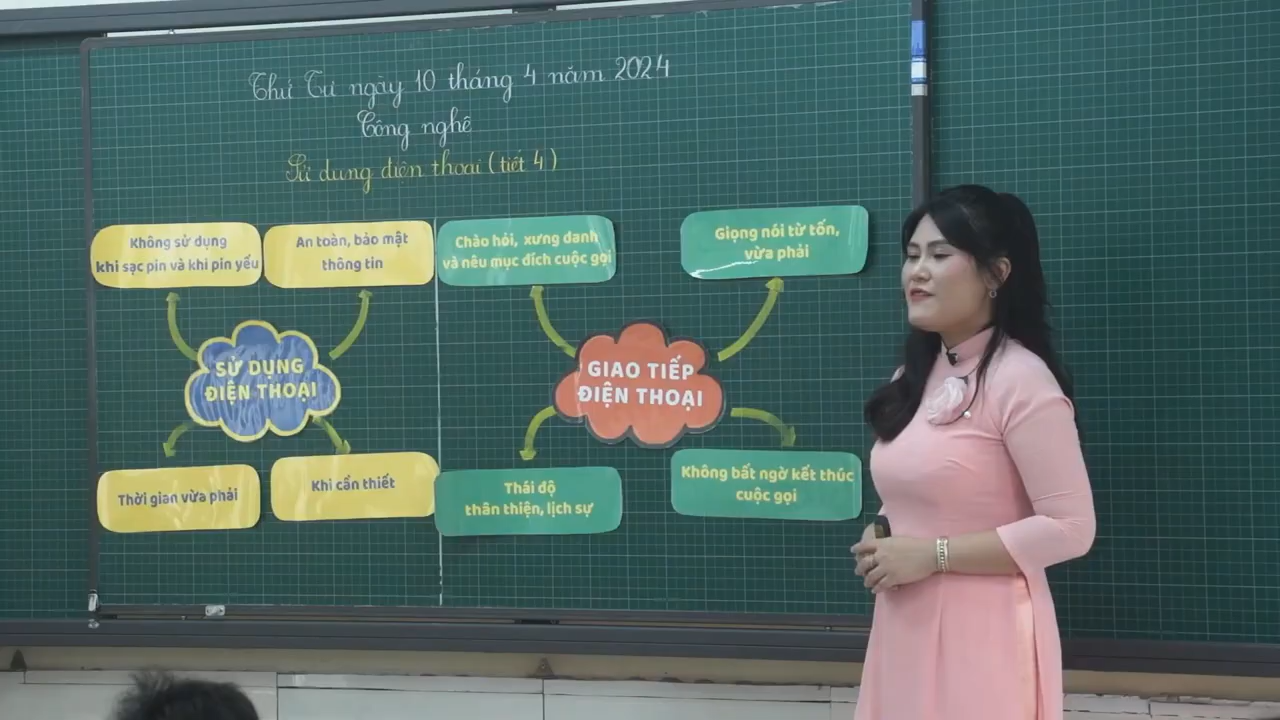 Thứ Tư ngày 10 tháng 4 năm 2024
Công nghệ
Sử dụng điện thoại (tiết 4)
Không sử dụng
khi sạc pin và khi pin yếu
An toàn, bảo mật
thông tin
SỬ DỤNG
ĐIỆN THOẠI
Thời gian vừa phải
Khi cần thiết
Chào hỏi, xưng danh
và nêu mục đích cuộc gọi
Giọng nói từ tốn,
vừa phải
GIAO TIẾP
ĐIỆN THOẠI
Thái độ
thân thiện, lịch sự
Không bất ngờ kết thúc
cuộc gọi